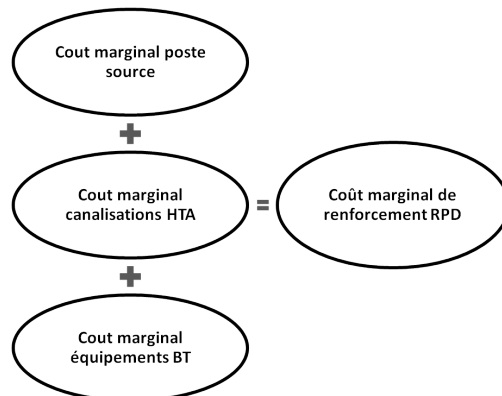 Cout marginal poste
source
+
Cout marginal
canalisations HTA
=
Coût marginal de
renforcement RPD
+
Cout marginal
équipements BT